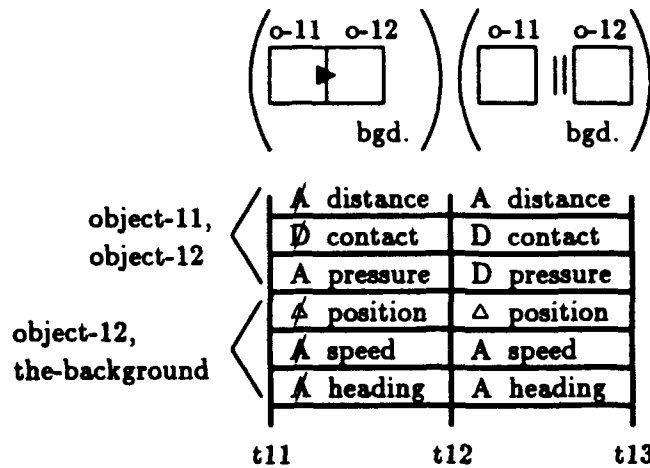 o-11 o-12 o-11 o-12
bgd. bgd.
A̸ distance A distance
object-11, D̸ contact D contact
object-12 A pressure D pressure
△̸ position △ position
object-12, A̸ speed A speed
the-background A̸ heading A heading
t11 t12 t13